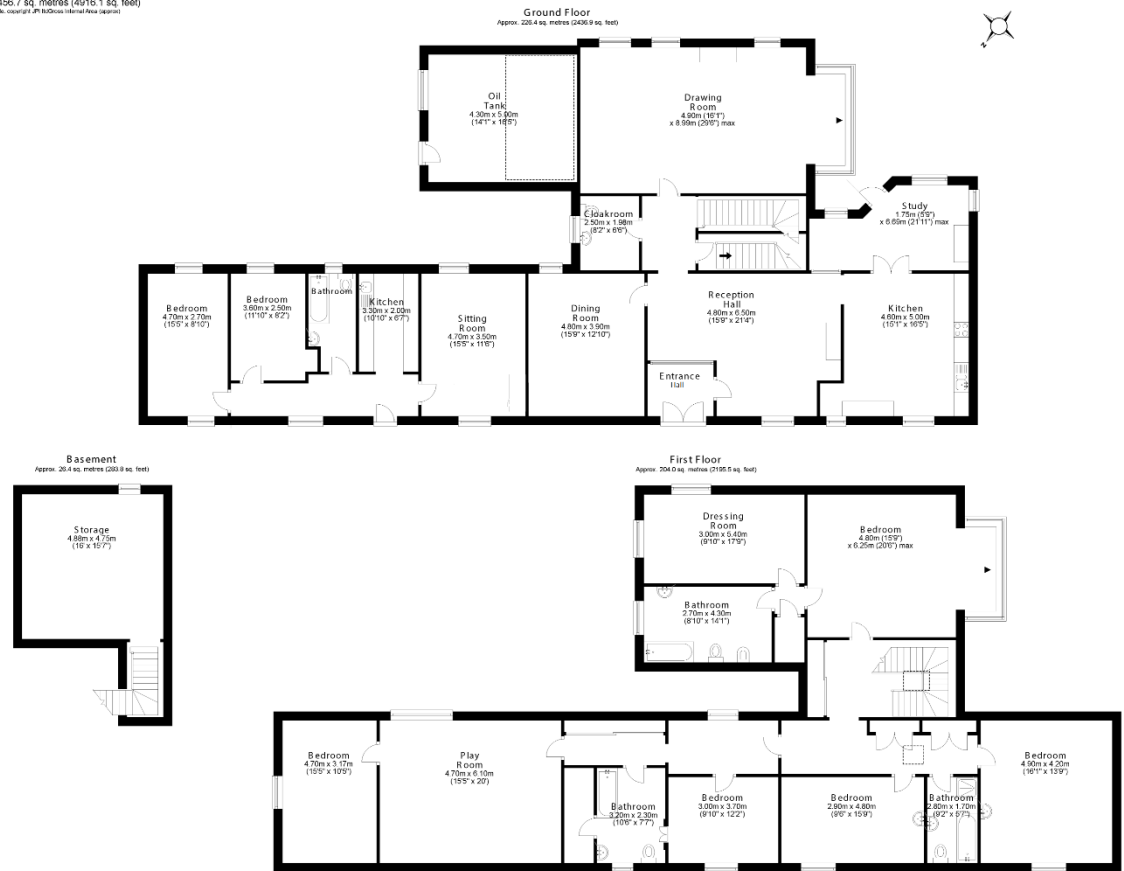 456.7 sq. metres (4916.1 sq. feet)
Ground Floor
Approx. 226.4 sq. metres (2436.9 sq. feet)
Oil
Tank
4.30m x 5.00m
(14'1" x 16'5")
Drawing
Room
4.90m (16'1")
x 8.99m (29'6") max
Cloakroom
2.50m x 1.98m
(8'2" x 6'6")
Study
1.75m (5'9")
x 6.69m (21'11") max
Bedroom
4.70m x 2.70m
(15'5" x 8'10")
Bedroom
3.60m x 2.50m
(11'10" x 8'2")
Bathroom
Kitchen
3.30m x 2.00m
(10'10" x 6'7")
Sitting
Room
4.70m x 3.50m
(15'5" x 11'6")
Dining
Room
4.80m x 3.90m
(15'9" x 12'10")
Reception
Hall
4.80m x 6.50m
(15'9" x 21'4")
Kitchen
4.60m x 5.00m
(15'1" x 16'5")
Entrance
Hall
Basement
Approx. 26.4 sq. metres (283.8 sq. feet)
Storage
4.88m x 4.75m
(16' x 15'7")
First Floor
Approx. 204.0 sq. metres (2195.5 sq. feet)
Dressing
Room
3.00m x 5.40m
(9'10" x 17'9")
Bedroom
4.80m (15'9")
x 6.25m (20'6") max
Bathroom
2.70m x 4.30m
(8'10" x 14'1")
Bedroom
4.70m x 3.17m
(15'5" x 10'5")
Play
Room
4.70m x 6.10m
(15'5" x 20')
Bathroom
3.20m x 2.30m
(10'6" x 7'7")
Bedroom
3.00m x 3.70m
(9'10" x 12'2")
Bedroom
2.90m x 4.80m
(9'6" x 15'9")
Bathroom
2.80m x 1.70m
(9'2" x 5'7")
Bedroom
4.90m x 4.20m
(16'1" x 13'9")